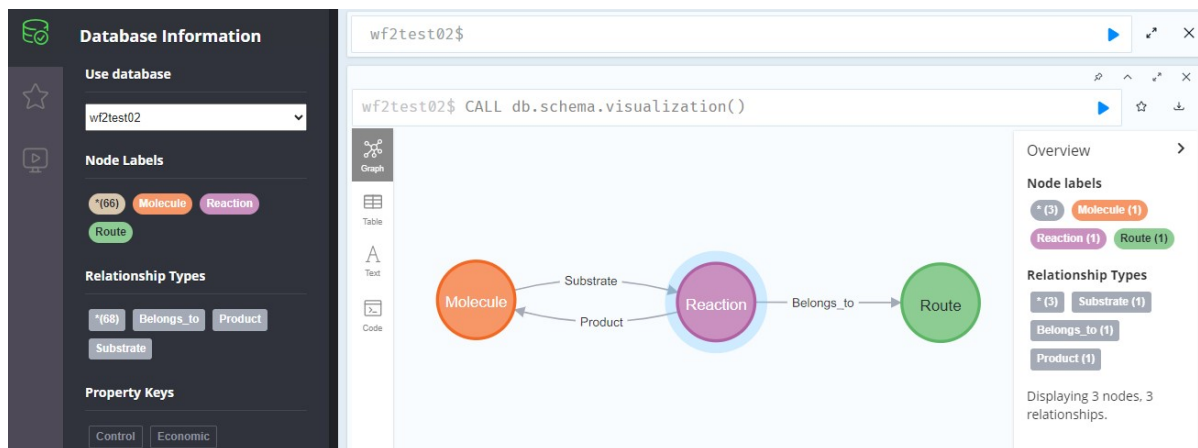 Database Information
Use database
wf2test02
Node Labels
*(66) Molecule Reaction
Route
Relationship Types
*(68) Belongs_to Product
Substrate
Property Keys
Control Economic
wf2test02$
wf2test02$ CALL db.schema.visualization()
Graph
Table
Text
Code
Molecule
Substrate
Product
Reaction
Belongs_to
Route
Overview
Node labels
* (3) Molecule (1)
Reaction (1) Route (1)
Relationship Types
* (3) Substrate (1)
Belongs_to (1)
Product (1)
Displaying 3 nodes, 3
relationships.